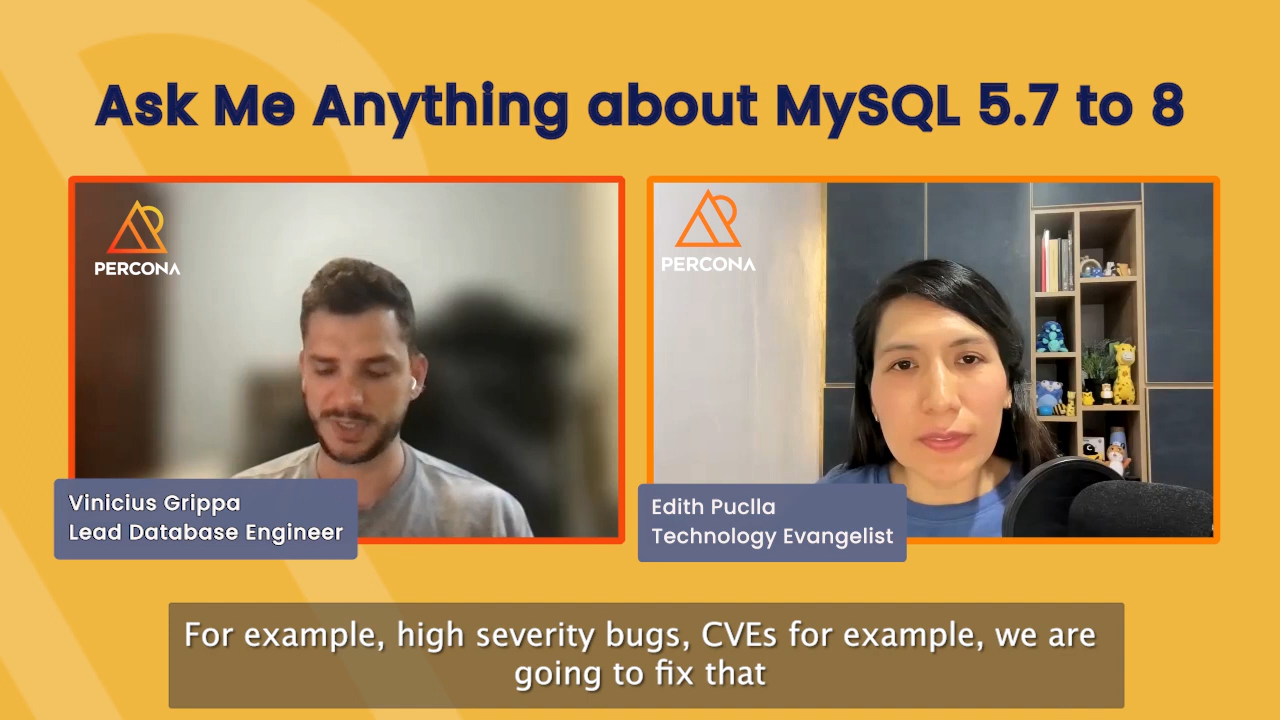 Ask Me Anything about MySQL 5.7 to 8
PERCONA
PERCONA
Vinicius Grippa
Lead Database Engineer
Edith Puclla
Technology Evangelist
For example, high severity bugs, CVEs for example, we are
going to fix that